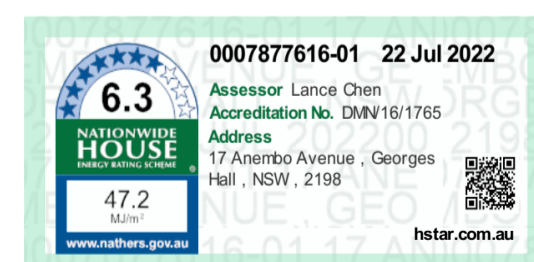 0007877616-01 22 Jul 2022
6.3
Assessor Lance Chen
Accreditation No. DMN/16/1765
NATIONWIDE
HOUSE
ENERGY RATING SCHEME ®
Address
17 Anembo Avenue , Georges
Hall , NSW , 2198
47.2
MJ/m²
www.nathers.gov.au
hstar.com.au